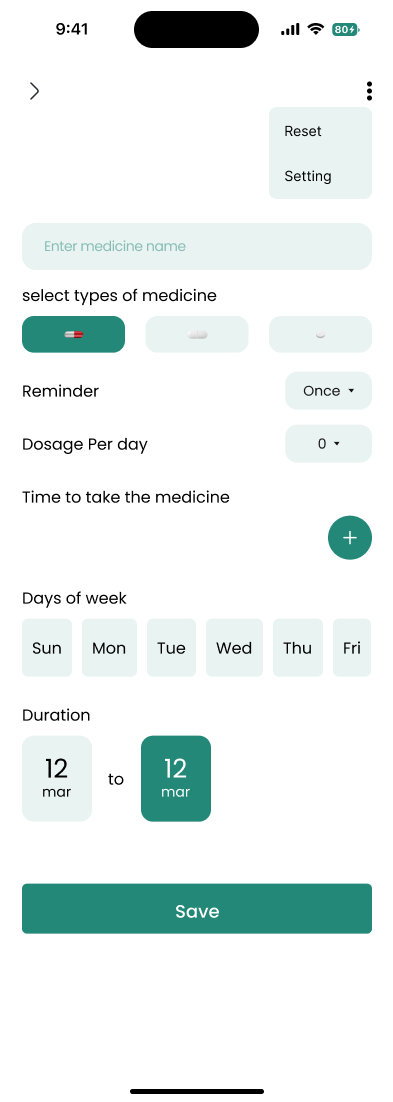 9:41
80
Reset
Setting
Enter medicine name
select types of medicine
Reminder
Once
Dosage Per day
0
Time to take the medicine
Days of week
Sun Mon Tue Wed Thu Fri
Duration
12 mar to 12 mar
Save